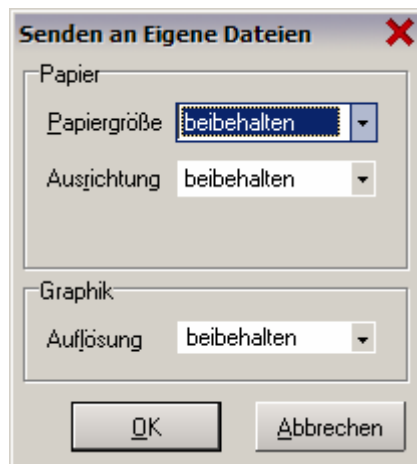 Senden an Eigene Dateien
Papier
Papiergröße beibehalten
Ausrichtung beibehalten
Graphik
Auflösung beibehalten
OK Abbrechen